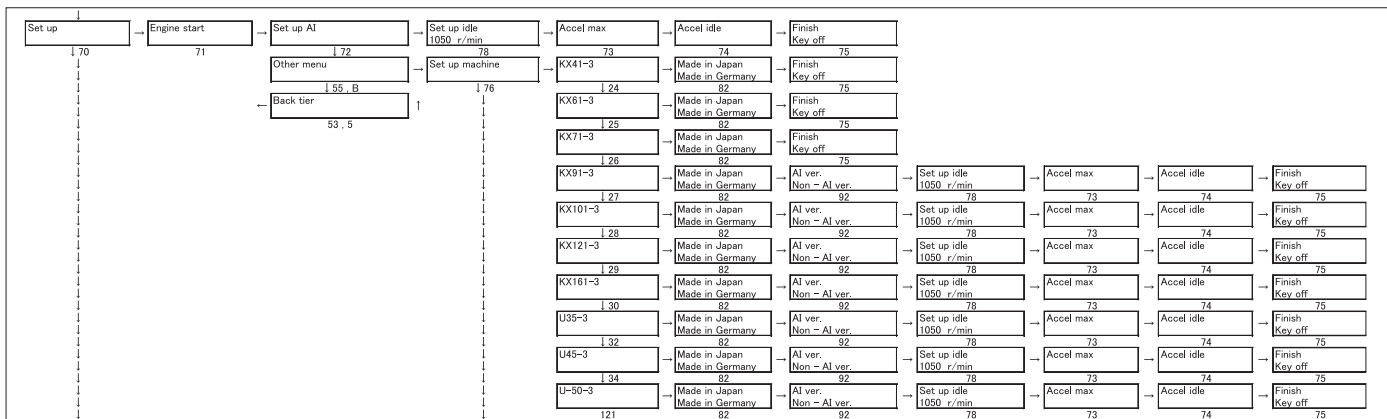 ↓
Set up → Engine start → Set up AI → Set up idle 1050 r/min → Accel max → Accel idle → Finish Key off
↓ 70 71 ↓ 72 78 73 74 75
Other menu → Set up machine → KX41-3 → Made in Japan Made in Germany → Finish Key off
↓ 55 , B ↓ 76 ↓ 24 82 75
← Back tier ↑ KX61-3 → Made in Japan Made in Germany → Finish Key off
53 , 5 ↓ 25 82 75
KX71-3 → Made in Japan Made in Germany → Finish Key off
↓ 26 82 75
KX91-3 → Made in Japan Made in Germany → AI ver. Non - AI ver. → Set up idle 1050 r/min → Accel max → Accel idle → Finish Key off
↓ 27 82 92 78 73 74 75
KX101-3 → Made in Japan Made in Germany → AI ver. Non - AI ver. → Set up idle 1050 r/min → Accel max → Accel idle → Finish Key off
↓ 28 82 92 78 73 74 75
KX121-3 → Made in Japan Made in Germany → AI ver. Non - AI ver. → Set up idle 1050 r/min → Accel max → Accel idle → Finish Key off
↓ 29 82 92 78 73 74 75
KX161-3 → Made in Japan Made in Germany → AI ver. Non - AI ver. → Set up idle 1050 r/min → Accel max → Accel idle → Finish Key off
↓ 30 82 92 78 73 74 75
U35-3 → Made in Japan Made in Germany → AI ver. Non - AI ver. → Set up idle 1050 r/min → Accel max → Accel idle → Finish Key off
↓ 32 82 92 78 73 74 75
U45-3 → Made in Japan Made in Germany → AI ver. Non - AI ver. → Set up idle 1050 r/min → Accel max → Accel idle → Finish Key off
↓ 34 82 92 78 73 74 75
U-50-3 → Made in Japan Made in Germany → AI ver. Non - AI ver. → Set up idle 1050 r/min → Accel max → Accel idle → Finish Key off
121 82 92 78 73 74 75